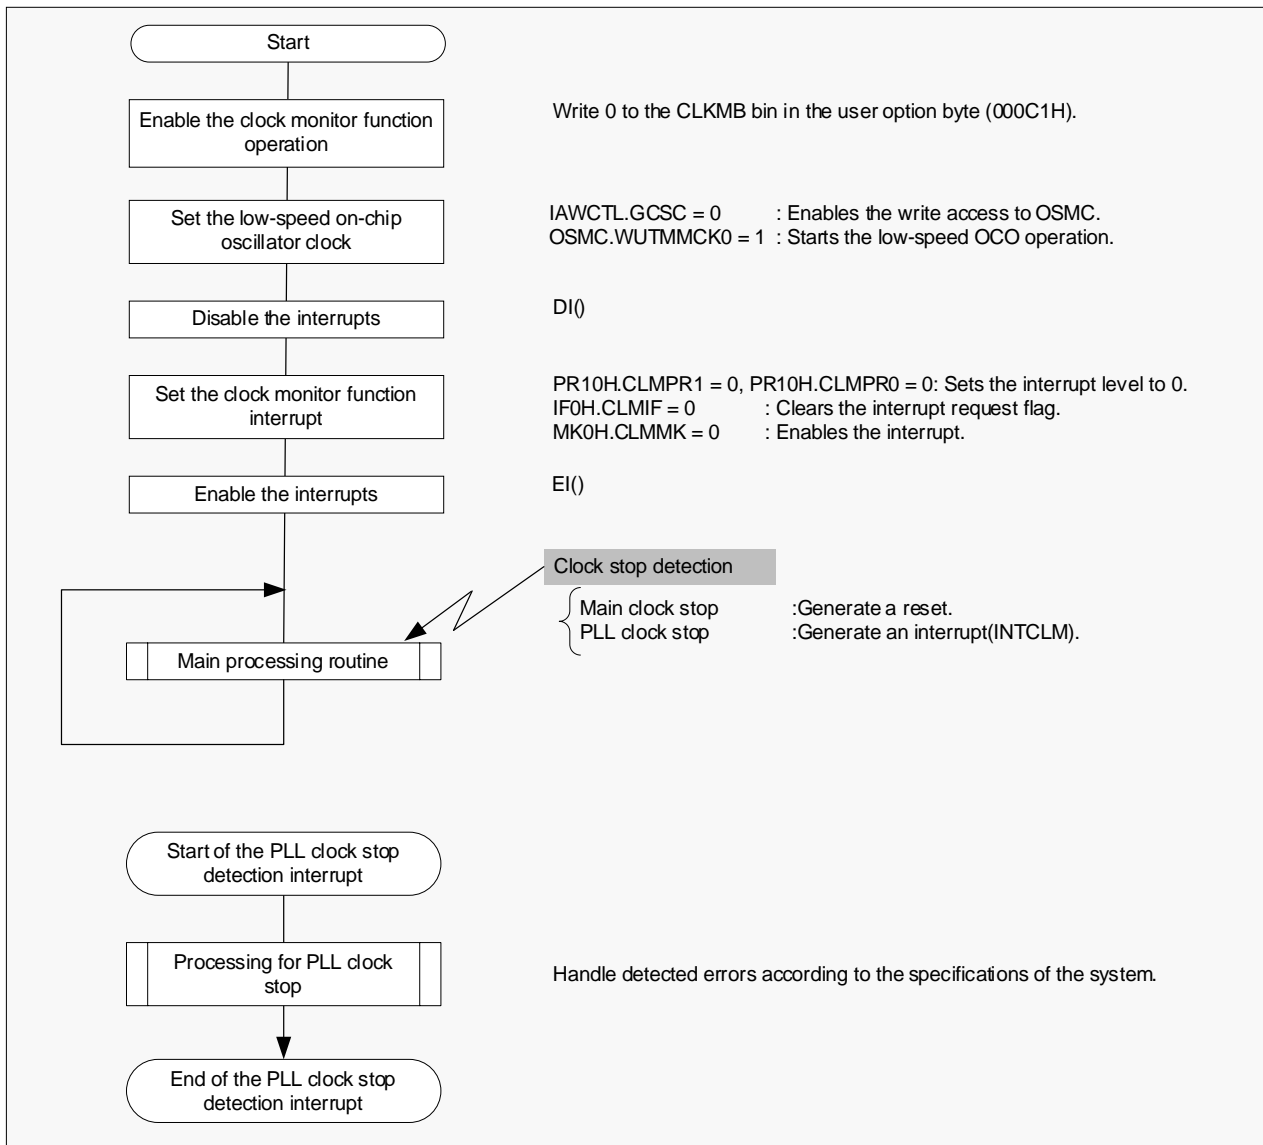 Start
Enable the clock monitor function
operation
Write 0 to the CLKMB bin in the user option byte (000C1H).
Set the low-speed on-chip
oscillator clock
IAWCTL.GCSC = 0 : Enables the write access to OSMC.
OSMC.WUTMMCK0 = 1 : Starts the low-speed OCO operation.
Disable the interrupts
DI()
Set the clock monitor function
interrupt
PR10H.CLMPR1 = 0, PR10H.CLMPR0 = 0: Sets the interrupt level to 0.
IF0H.CLMIF = 0 : Clears the interrupt request flag.
MK0H.CLMMK = 0 : Enables the interrupt.
Enable the interrupts
EI()
Clock stop detection
Main clock stop :Generate a reset.
PLL clock stop :Generate an interrupt(INTCLM).
Main processing routine
Start of the PLL clock stop
detection interrupt
Processing for PLL clock
stop
Handle detected errors according to the specifications of the system.
End of the PLL clock stop
detection interrupt